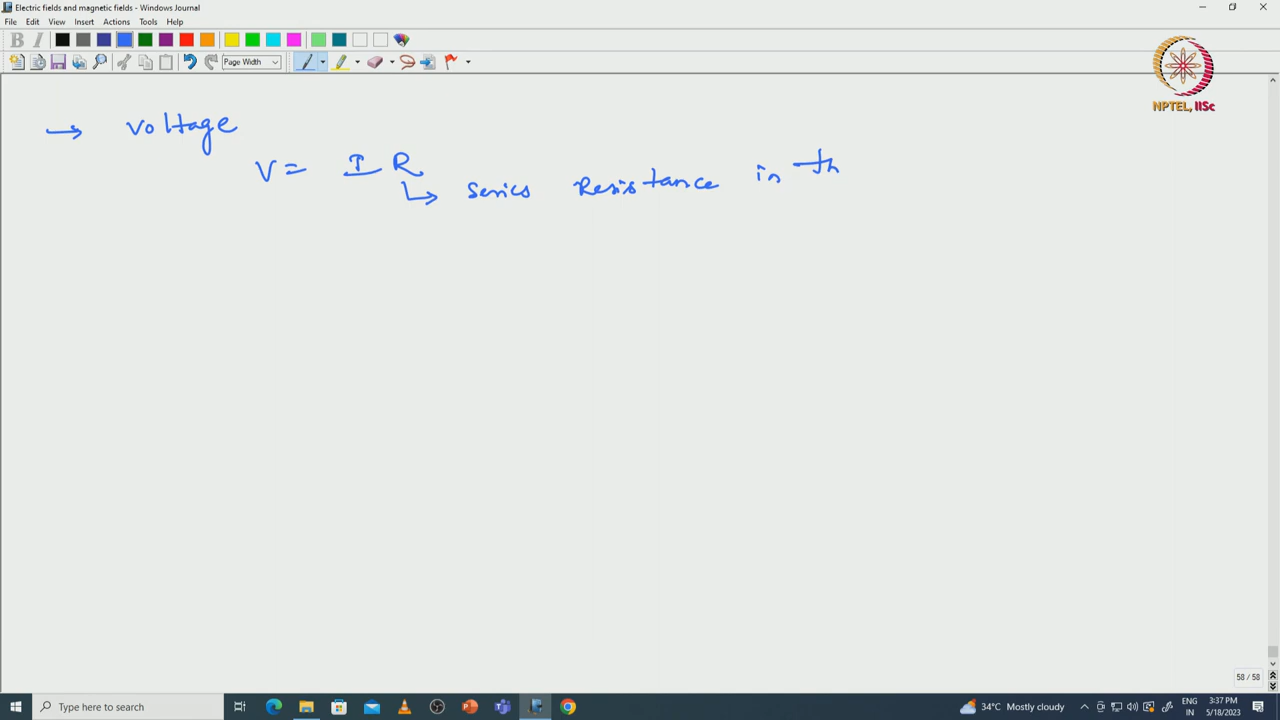 Electric fields and magnetic fields - Windows Journal
File Edit View Insert Actions Tools Help
B I
Page Width
NPTEL, IISc
→ voltage
V = I R
↳ series Resistance in th
58 / 58
Type here to search
34°C Mostly cloudy
ENG
IN
3:37 PM
5/18/2023